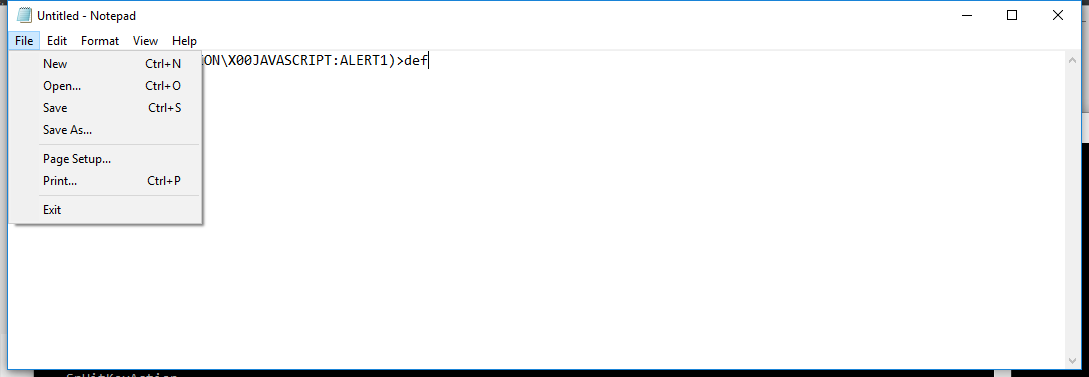 Untitled - Notepad
File Edit Format View Help
ON\X00JAVASCRIPT:ALERT1)>def
New Ctrl+N
Open... Ctrl+O
Save Ctrl+S
Save As...
Page Setup...
Print... Ctrl+P
Exit